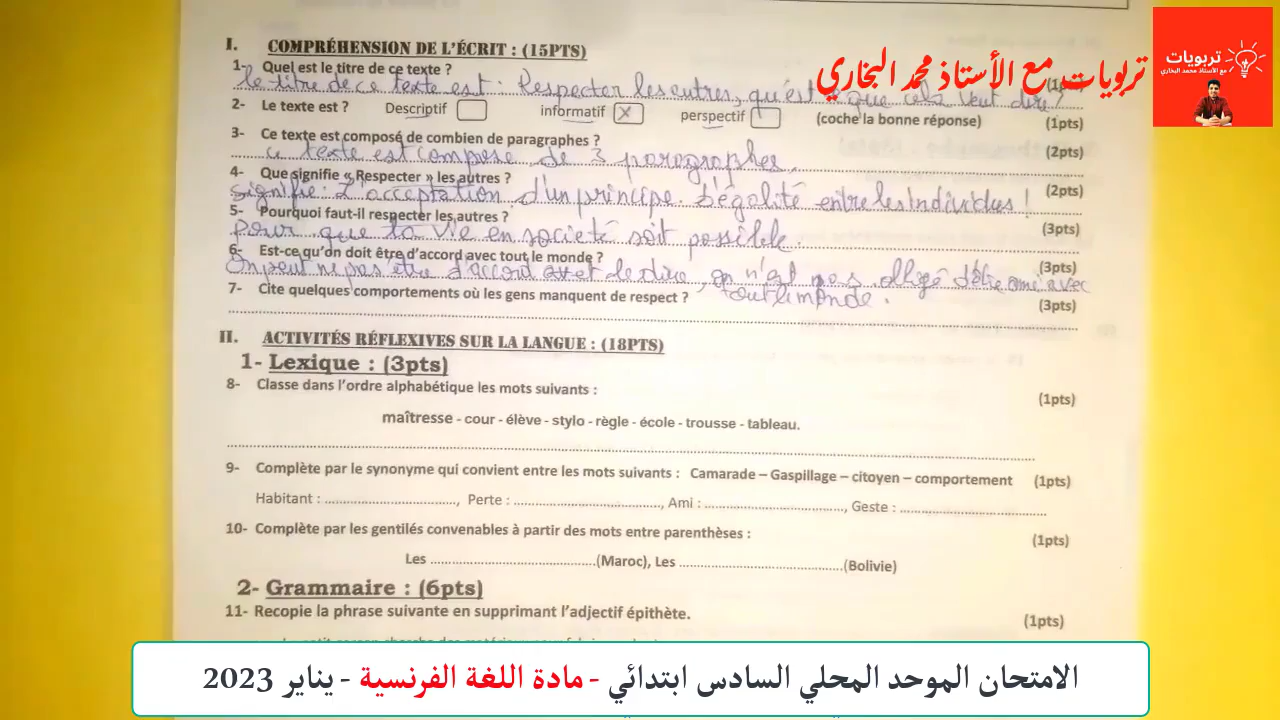 I. COMPRÉHENSION DE L'ÉCRIT : (15PTS)
تربويات مع الأستاذ محمد البخاري
تربويات
مع الأستاذ محمد البخاري
1- Quel est le titre de ce texte ?
le titre de ce texte est : Respecter les autres, qu'est ce que cela veut dire ?
2- Le texte est ? Descriptif informatif X perspectif (coche la bonne réponse) (1pts)
3- Ce texte est composé de combien de paragraphes ? (2pts)
texte est composé de 3 paragraphes.
4- Que signifie « Respecter » les autres ? (2pts)
signifie : L'acceptation d'un principe. L'égalité entre les individus !
5- Pourquoi faut-il respecter les autres ? (3pts)
pour que la vie en société soit possible.
6- Est-ce qu'on doit être d'accord avec tout le monde ? (3pts)
On peut ne pas être d'accord et le dire, on n'est pas obligé d'être ami avec
tout le monde.
7- Cite quelques comportements où les gens manquent de respect ? (3pts)
II. ACTIVITÉS RÉFLEXIVES SUR LA LANGUE : (18PTS)
1- Lexique : (3pts)
8- Classe dans l'ordre alphabétique les mots suivants : (1pts)
maîtresse - cour - élève - stylo - règle - école - trousse - tableau.
9- Complète par le synonyme qui convient entre les mots suivants : Camarade – Gaspillage – citoyen – comportement (1pts)
Habitant : ........................, Perte : ........................, Ami : ........................, Geste : ........................
10- Complète par les gentilés convenables à partir des mots entre parenthèses : (1pts)
Les ........................(Maroc), Les ........................(Bolivie)
2- Grammaire : (6pts)
11- Recopie la phrase suivante en supprimant l'adjectif épithète. (1pts)
الامتحان الموحد المحلي السادس ابتدائي - مادة اللغة الفرنسية - يناير 2023